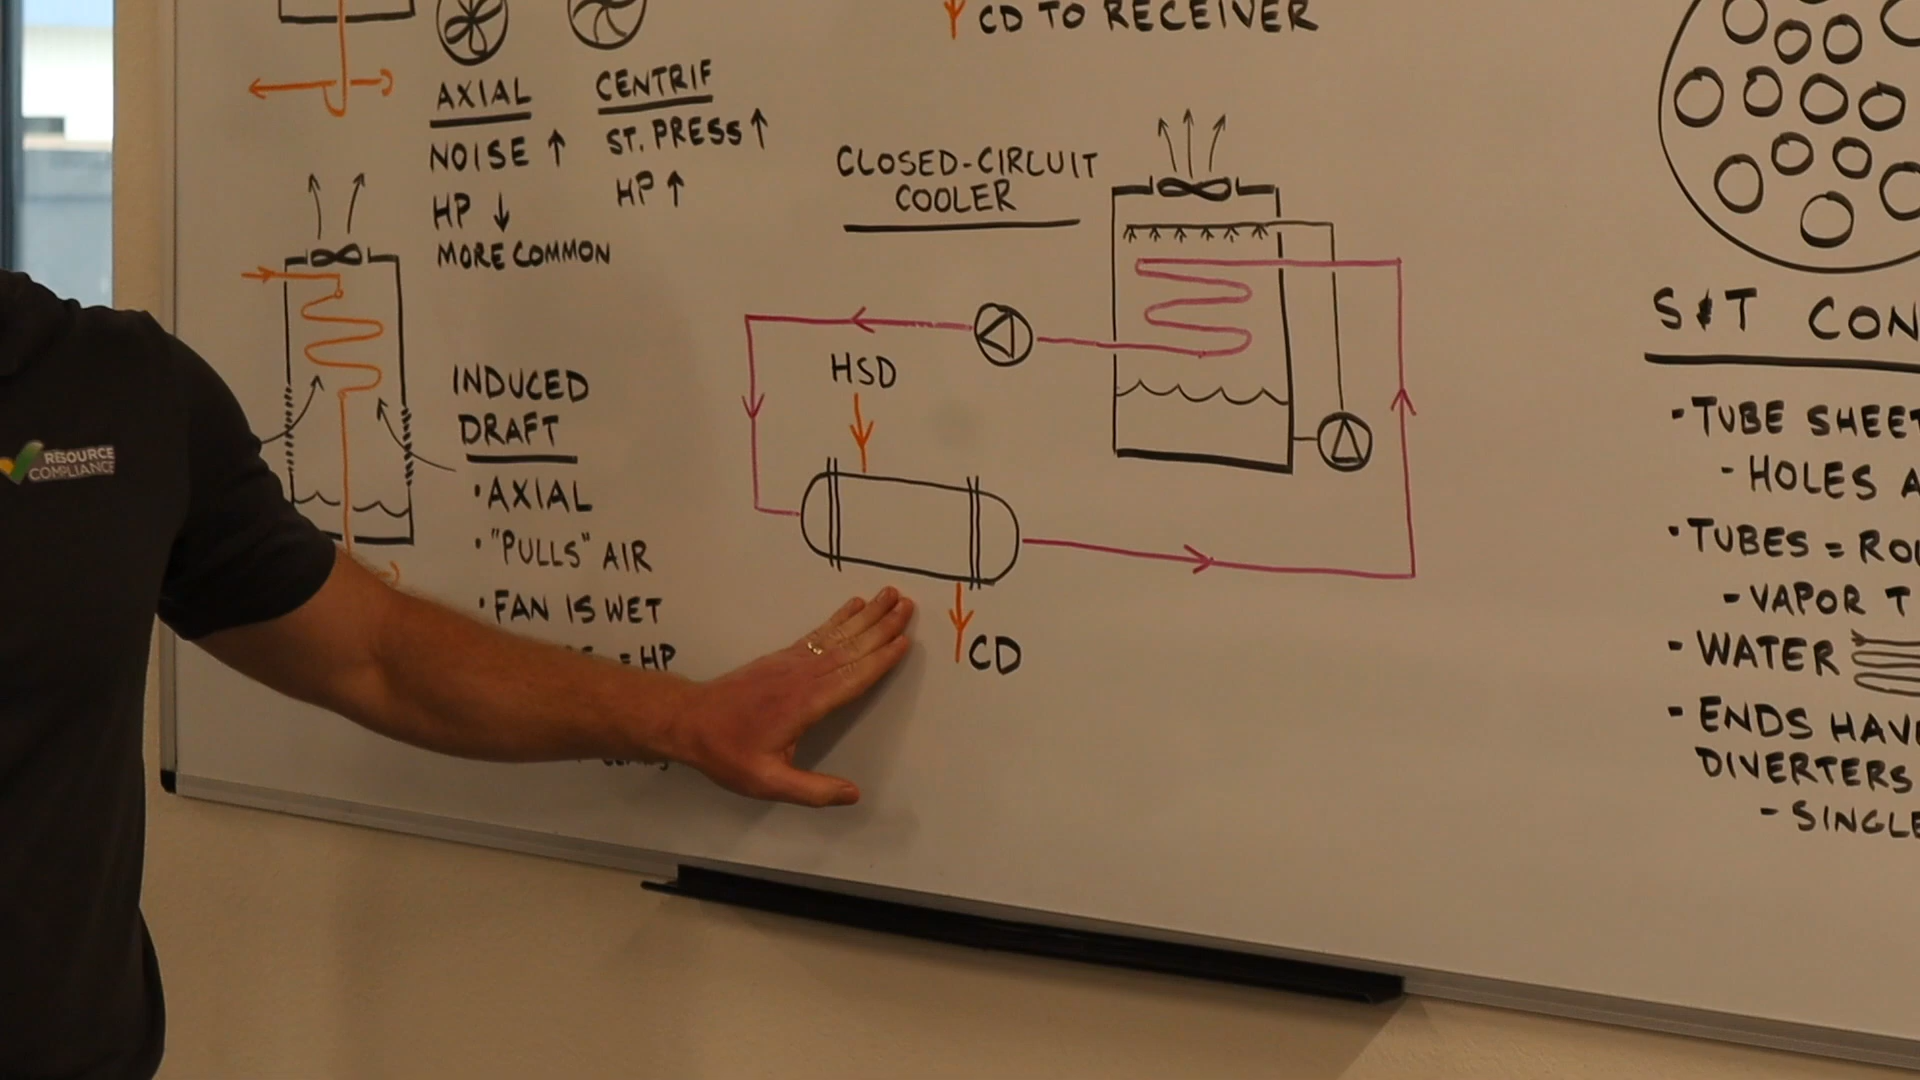 CD TO RECEIVER
AXIAL
NOISE ↑
HP ↓
MORE COMMON
CENTRIF
ST. PRESS ↑
HP ↑
CLOSED-CIRCUIT
COOLER
HSD
CD
INDUCED
DRAFT
• AXIAL
• "PULLS" AIR
• FAN IS WET
= HP
RESOURCE
COMPLIANCE
S&T CON
- TUBE SHEET
- HOLES A
• TUBES = ROU
- VAPOR T
- WATER
- ENDS HAVE
DIVERTERS
- SINGLE